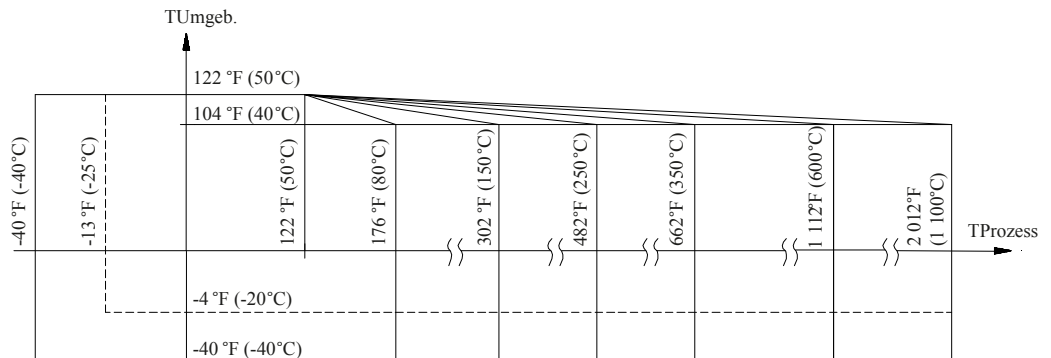 TUmgeb.
122 °F (50°C)
104 °F (40°C)
-40 °F (-40°C)
-13 °F (-25°C)
122 °F (50°C)
176 °F (80°C)
302 °F (150°C)
482°F (250°C)
662°F (350°C)
1 112°F (600°C)
2 012°F
(1 100°C)
TProzess
-4 °F (-20°C)
-40 °F (-40°C)